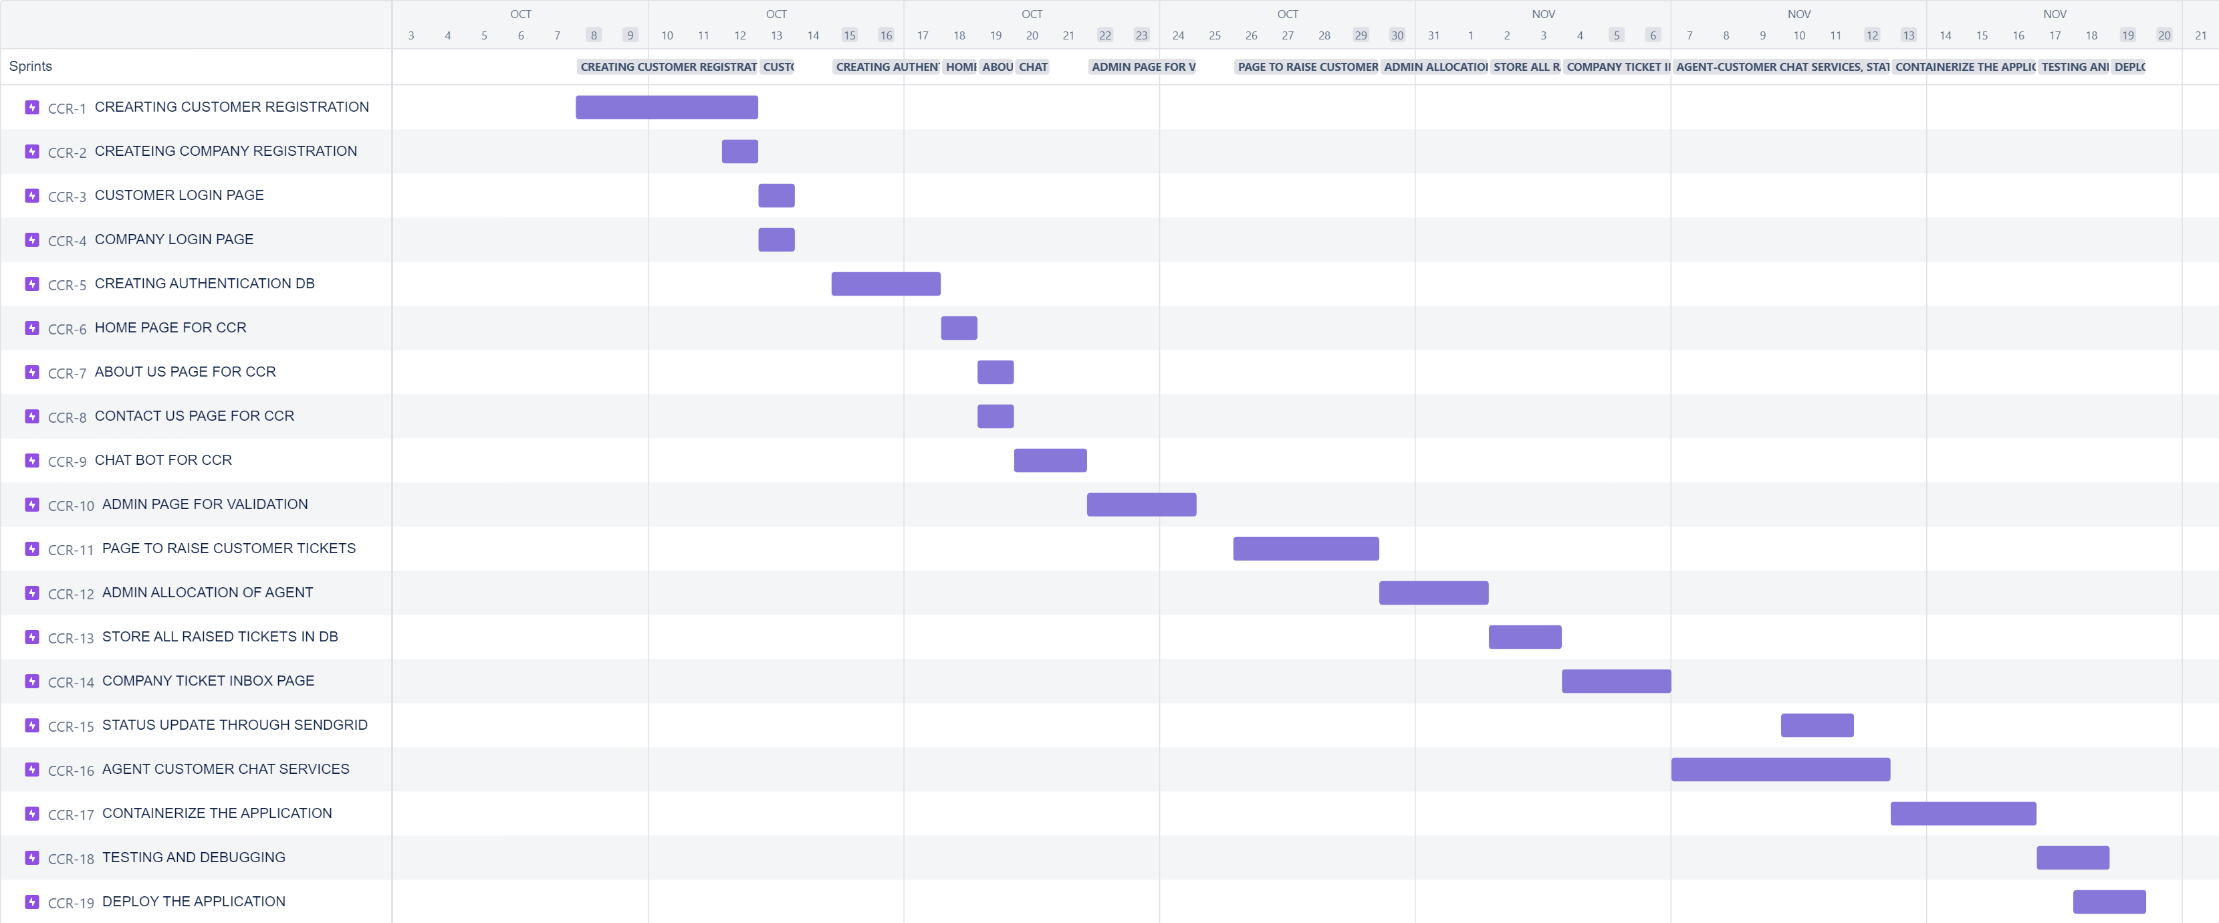 OCT OCT OCT OCT NOV NOV NOV
3 4 5 6 7 8 9 10 11 12 13 14 15 16 17 18 19 20 21 22 23 24 25 26 27 28 29 30 31 1 2 3 4 5 6 7 8 9 10 11 12 13 14 15 16 17 18 19 20 21
Sprints CREATING CUSTOMER REGISTRAT CUSTO CREATING AUTHENT HOME ABOU CHAT ADMIN PAGE FOR V PAGE TO RAISE CUSTOMER ADMIN ALLOCATIO STORE ALL R COMPANY TICKET I AGENT-CUSTOMER CHAT SERVICES, STAT CONTAINERIZE THE APPLIC TESTING AN DEPLO
CCR-1 CREARTING CUSTOMER REGISTRATION
CCR-2 CREATEING COMPANY REGISTRATION
CCR-3 CUSTOMER LOGIN PAGE
CCR-4 COMPANY LOGIN PAGE
CCR-5 CREATING AUTHENTICATION DB
CCR-6 HOME PAGE FOR CCR
CCR-7 ABOUT US PAGE FOR CCR
CCR-8 CONTACT US PAGE FOR CCR
CCR-9 CHAT BOT FOR CCR
CCR-10 ADMIN PAGE FOR VALIDATION
CCR-11 PAGE TO RAISE CUSTOMER TICKETS
CCR-12 ADMIN ALLOCATION OF AGENT
CCR-13 STORE ALL RAISED TICKETS IN DB
CCR-14 COMPANY TICKET INBOX PAGE
CCR-15 STATUS UPDATE THROUGH SENDGRID
CCR-16 AGENT CUSTOMER CHAT SERVICES
CCR-17 CONTAINERIZE THE APPLICATION
CCR-18 TESTING AND DEBUGGING
CCR-19 DEPLOY THE APPLICATION